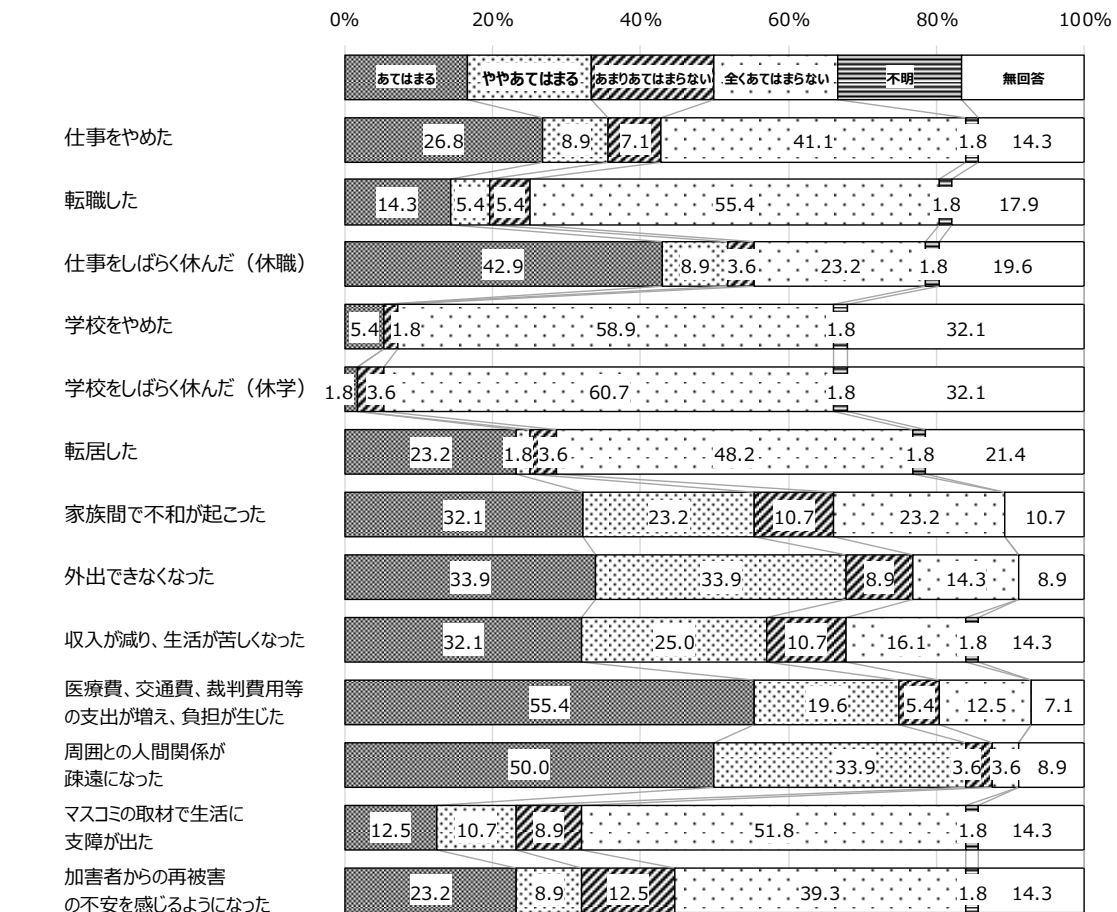 0% 20% 40% 60% 80% 100%
あてはまる ややあてはまる あまりあてはまらない 全くあてはまらない 不明 無回答
仕事をやめた 26.8 8.9 7.1 41.1 1.8 14.3
転職した 14.3 5.4 5.4 55.4 1.8 17.9
仕事をしばらく休んだ（休職） 42.9 8.9 3.6 23.2 1.8 19.6
学校をやめた 5.4 1.8 58.9 1.8 32.1
学校をしばらく休んだ（休学） 1.8 3.6 60.7 1.8 32.1
転居した 23.2 1.8 3.6 48.2 1.8 21.4
家族間で不和が起こった 32.1 23.2 10.7 23.2 10.7
外出できなくなった 33.9 33.9 8.9 14.3 8.9
収入が減り、生活が苦しくなった 32.1 25.0 10.7 16.1 1.8 14.3
医療費、交通費、裁判費用等
の支出が増え、負担が生じた
55.4 19.6 5.4 12.5 7.1
周囲との人間関係が
疎遠になった
50.0 33.9 3.6 3.6 8.9
マスコミの取材で生活に
支障が出た
12.5 10.7 8.9 51.8 1.8 14.3
加害者からの再被害
の不安を感じるようになった
23.2 8.9 12.5 39.3 1.8 14.3